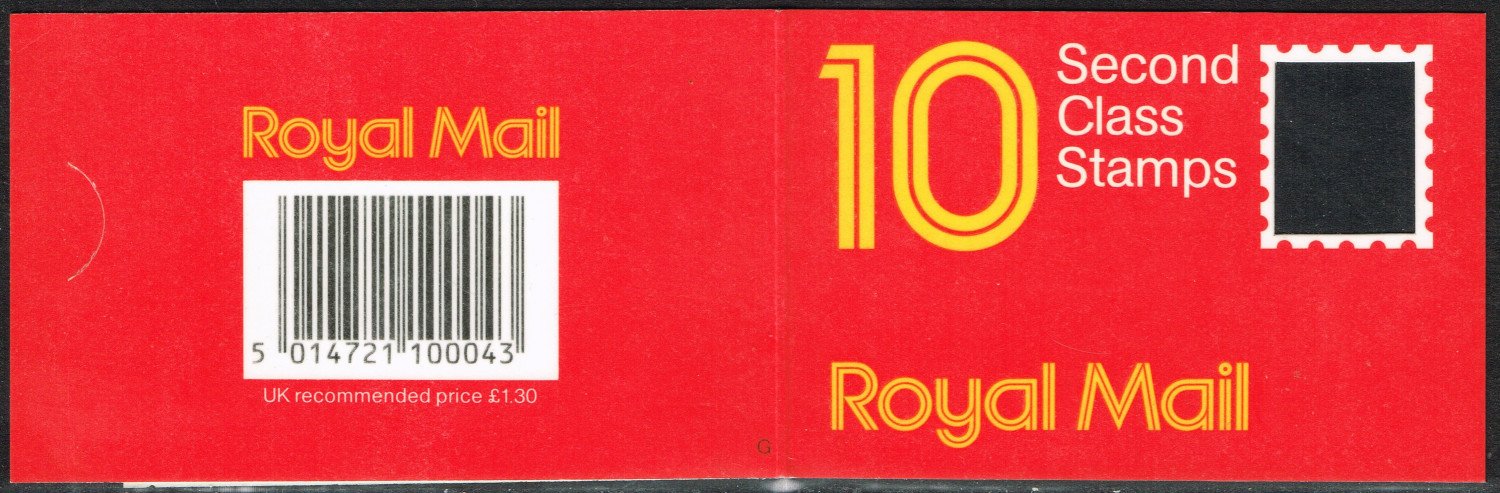 Royal Mail
5 014721 100043
UK recommended price £1.30
G
10
Second
Class
Stamps
Royal Mail